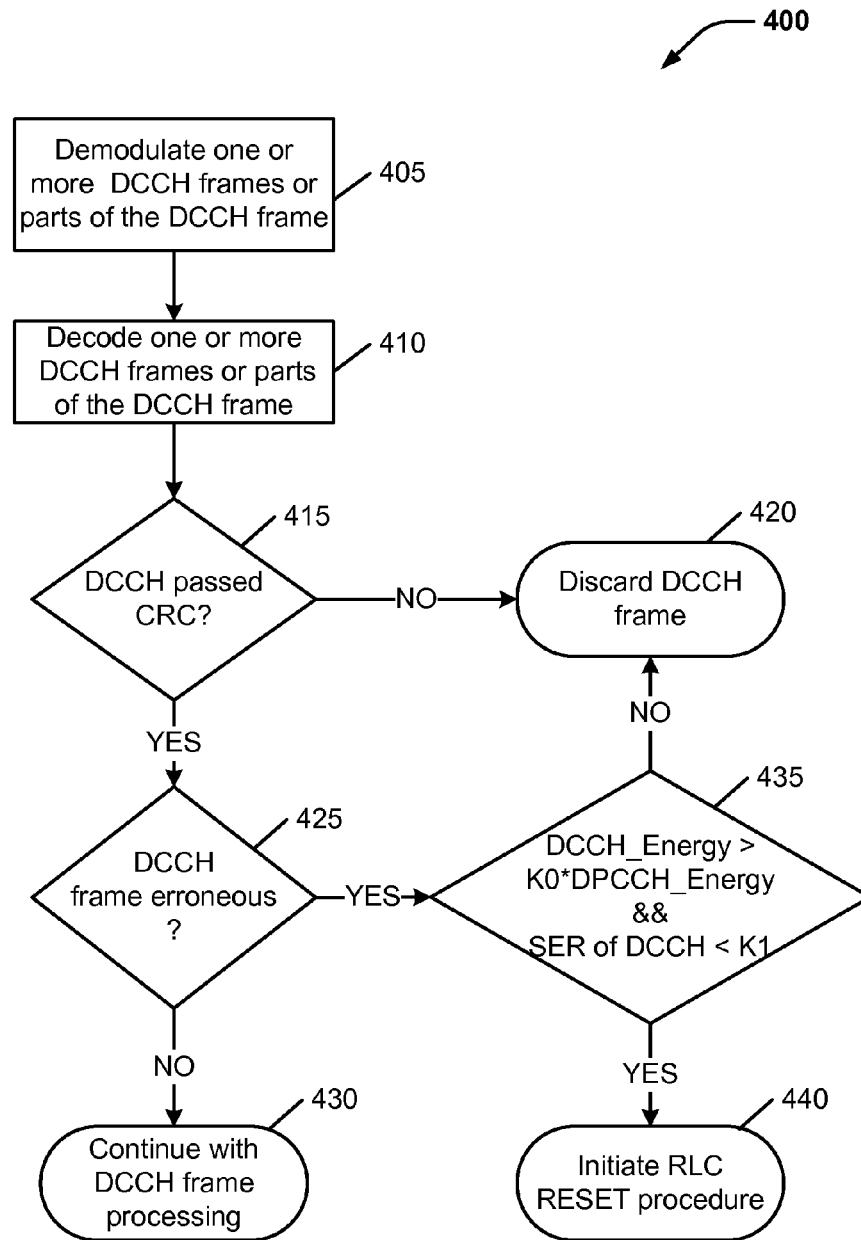 400
Demodulate one or
more DCCH frames or
parts of the DCCH frame
405
Decode one or more
DCCH frames or parts
of the DCCH frame
410
415
DCCH passed
CRC?
NO
420
Discard DCCH
frame
YES
NO
425
DCCH
frame erroneous
?
YES
435
DCCH_Energy >
K0*DPCCH_Energy
&&
SER of DCCH < K1
NO
YES
430
Continue with
DCCH frame
processing
440
Initiate RLC
RESET procedure